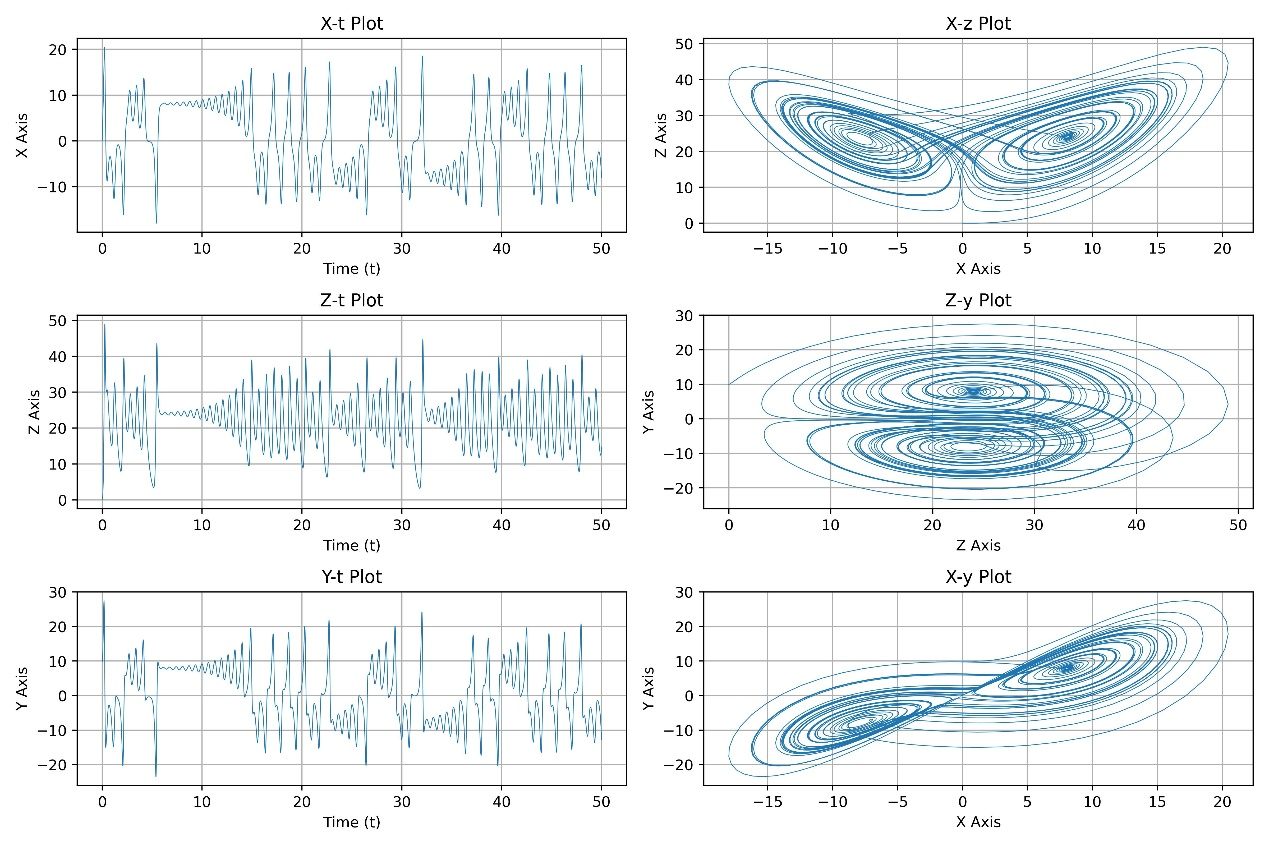 X-t Plot
X Axis
20
10
0
−10
0 10 20 30 40 50
Time (t)
X-z Plot
Z Axis
50
40
30
20
10
0
−15 −10 −5 0 5 10 15 20
X Axis
Z-t Plot
Z Axis
50
40
30
20
10
0
0 10 20 30 40 50
Time (t)
Z-y Plot
Y Axis
30
20
10
0
−10
−20
0 10 20 30 40 50
Z Axis
Y-t Plot
Y Axis
30
20
10
0
−10
−20
0 10 20 30 40 50
Time (t)
X-y Plot
Y Axis
30
20
10
0
−10
−20
−15 −10 −5 0 5 10 15 20
X Axis